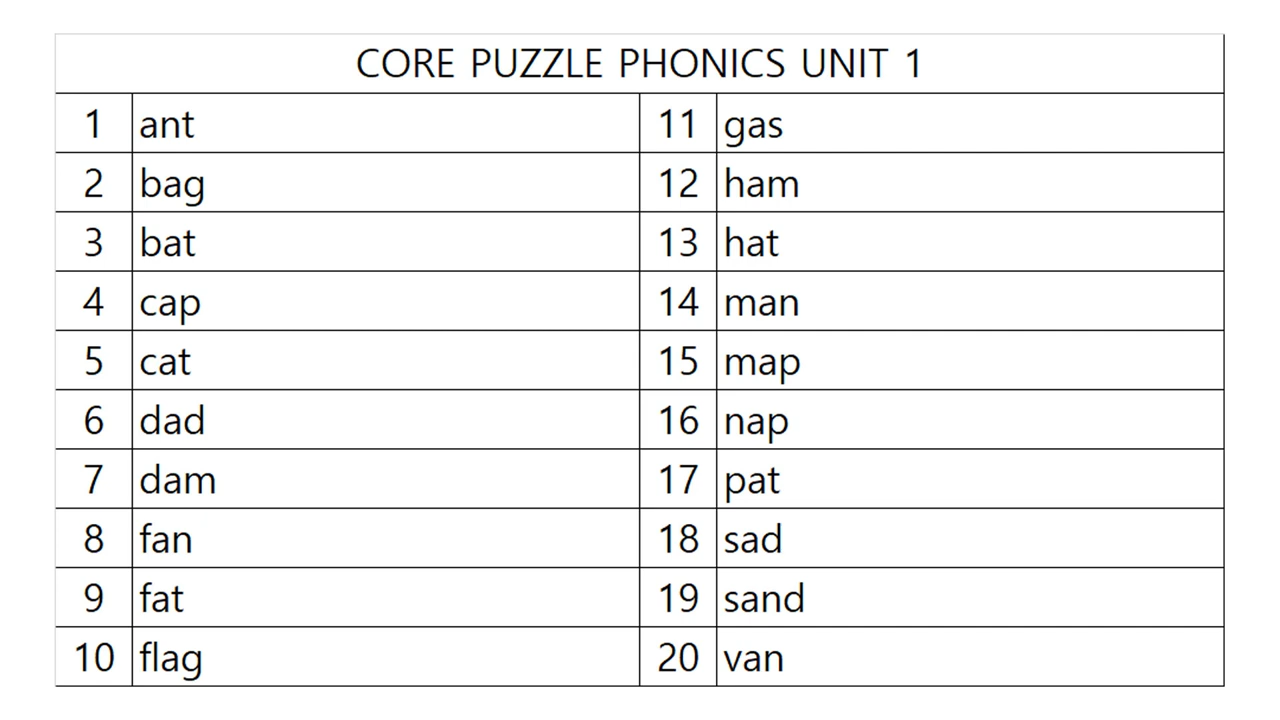 CORE PUZZLE PHONICS UNIT 1
1 ant 11 gas
2 bag 12 ham
3 bat 13 hat
4 cap 14 man
5 cat 15 map
6 dad 16 nap
7 dam 17 pat
8 fan 18 sad
9 fat 19 sand
10 flag 20 van